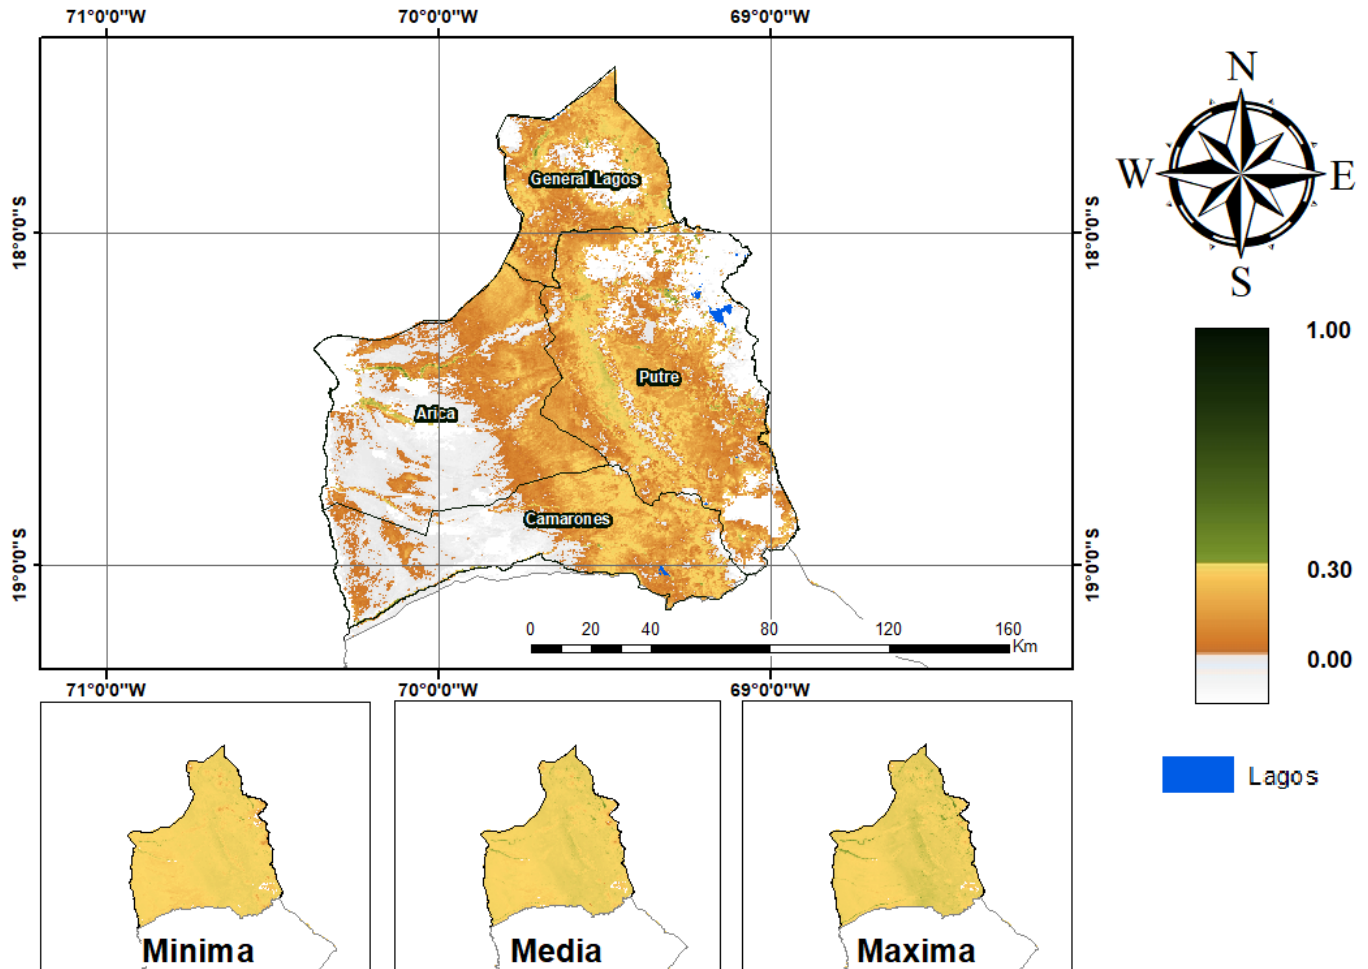 71°0'0"W 70°0'0"W 69°0'0"W
N
W E
S
18°0'0"S 18°0'0"S
19°0'0"S 19°0'0"S
General Lagos
Putre
Arica
Camarones
0 20 40 80 120 160
Km
71°0'0"W 70°0'0"W 69°0'0"W
1.00
0.30
0.00
Lagos
Minima
Media
Maxima